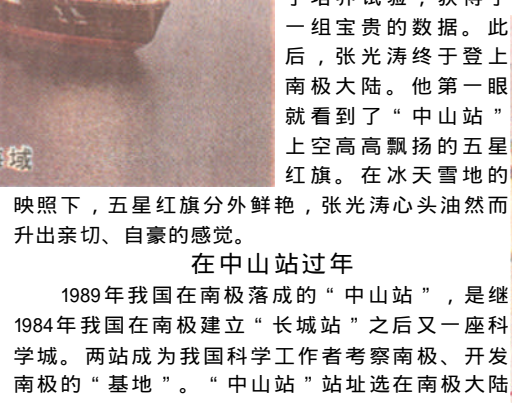 海域
子培养试验，获得了
一组宝贵的数据。此
后，张光涛终于登上
南极大陆。他第一眼
就看到了“中山站”
上空高高飘扬的五星
红旗。在冰天雪地的
映照下，五星红旗分外鲜艳，张光涛心头油然而
升出亲切、自豪的感觉。
在中山站过年
1989年我国在南极落成的“中山站”，是继
1984年我国在南极建立“长城站”之后又一座科
学城。两站成为我国科学工作者考察南极、开发
南极的“基地”。“中山站”站址选在南极大陆